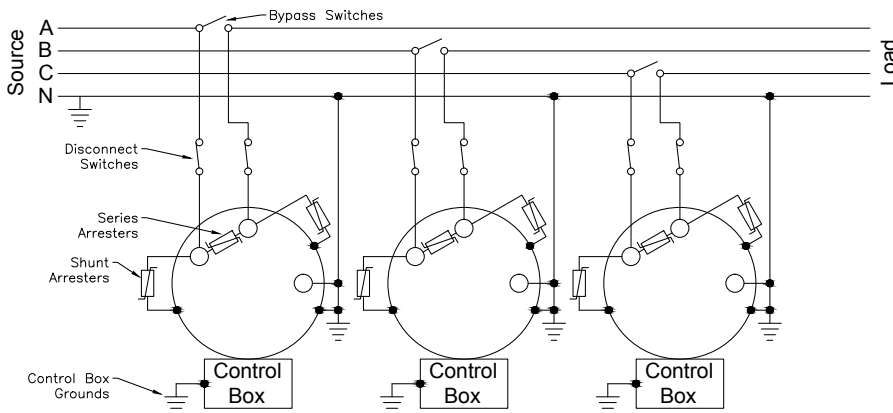 Bypass Switches
A
B
C
N
Source
Load
Disconnect
Switches
Series
Arresters
Shunt
Arresters
Control Box
Grounds
Control
Box
Control
Box
Control
Box